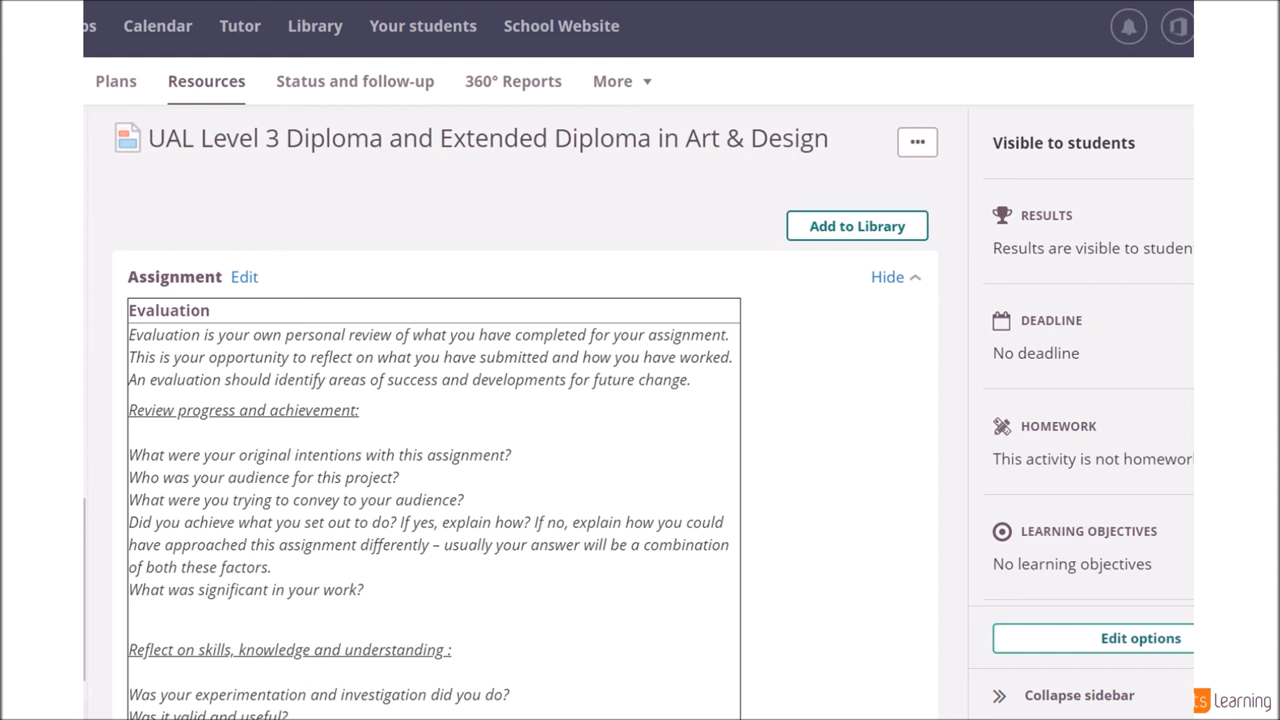 Calendar Tutor Library Your students School Website
Plans Resources Status and follow-up 360° Reports More
UAL Level 3 Diploma and Extended Diploma in Art & Design
Add to Library
Assignment Edit Hide
Evaluation
Evaluation is your own personal review of what you have completed for your assignment.
This is your opportunity to reflect on what you have submitted and how you have worked.
An evaluation should identify areas of success and developments for future change.
Review progress and achievement:
What were your original intentions with this assignment?
Who was your audience for this project?
What were you trying to convey to your audience?
Did you achieve what you set out to do? If yes, explain how? If no, explain how you could
have approached this assignment differently – usually your answer will be a combination
of both these factors.
What was significant in your work?
Reflect on skills, knowledge and understanding :
Was your experimentation and investigation did you do?
Was it valid and useful?
Visible to students
RESULTS
Results are visible to studen
DEADLINE
No deadline
HOMEWORK
This activity is not homewor
LEARNING OBJECTIVES
No learning objectives
Edit options
Collapse sidebar
learning